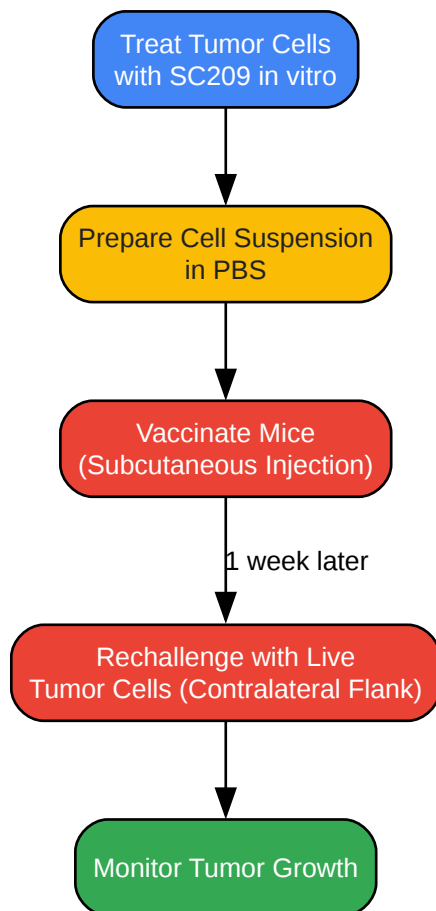 Treat Tumor Cells
with SC209 in vitro
Prepare Cell Suspension
in PBS
Vaccinate Mice
(Subcutaneous Injection)
1 week later
Rechallenge with Live
Tumor Cells (Contralateral Flank)
Monitor Tumor Growth